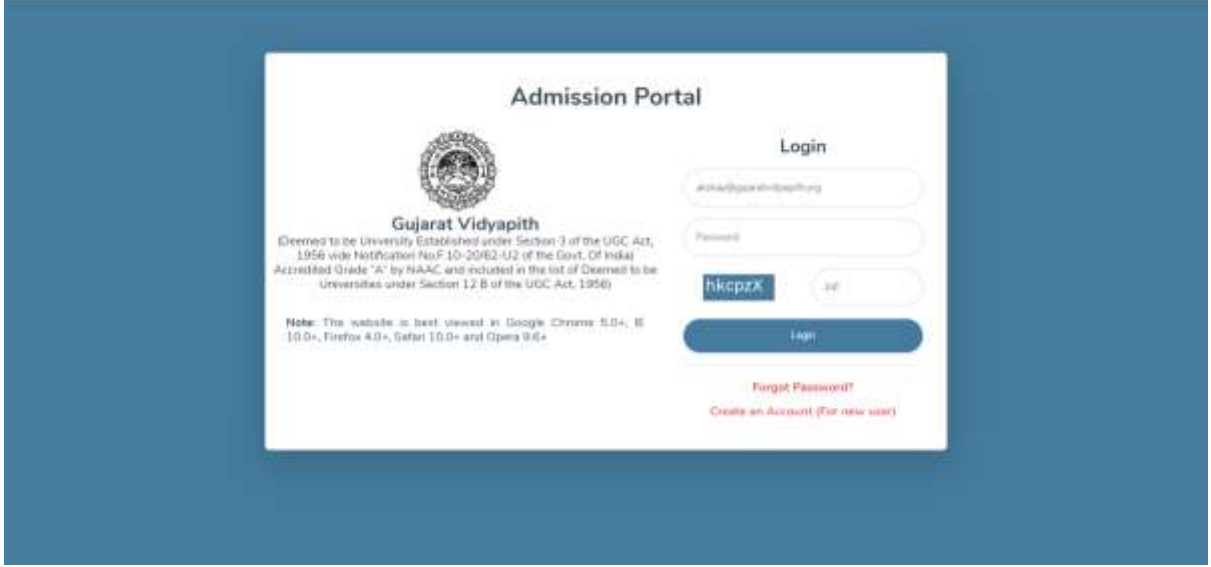 Admission Portal
Gujarat Vidyapith
(Deemed to be University Established under Section 3 of the UGC Act,
1956 vide Notification No.F.10-20/62-U2 of the Govt. Of India)
Accredited Grade "A" by NAAC and included in the list of Deemed to be
Universities under Section 12 B of the UGC Act, 1956)
Note: This website is best viewed in Google Chrome 5.0+, IE
10.0+, Firefox 4.0+, Safari 10.0+ and Opera 9.6+
Login
Password
hkcpzX
Login
Forgot Password?
Create an Account (For new user)